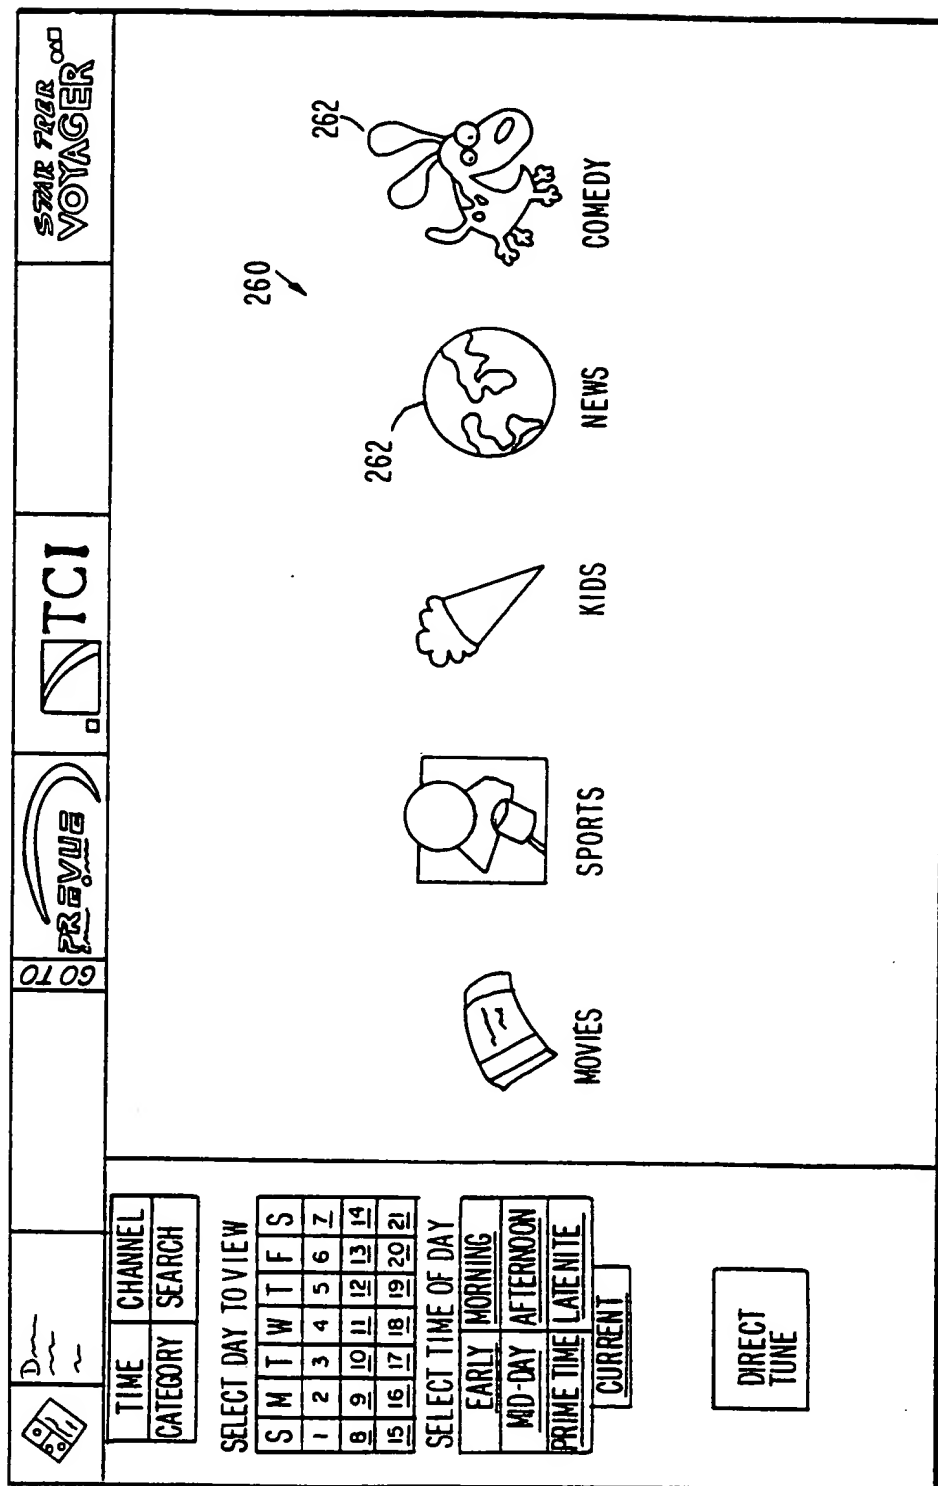 GO TO
PREVUE
TCI
STAR TREK
VOYAGER
TIME CHANNEL
CATEGORY SEARCH
SELECT DAY TO VIEW
S M T W T F S
1 2 3 4 5 6 7
8 9 10 11 12 13 14
15 16 17 18 19 20 21
SELECT TIME OF DAY
EARLY MORNING
MID-DAY AFTERNOON
PRIME TIME LATENITE
CURRENT
DIRECT
TUNE
260
262
262
MOVIES
SPORTS
KIDS
NEWS
COMEDY